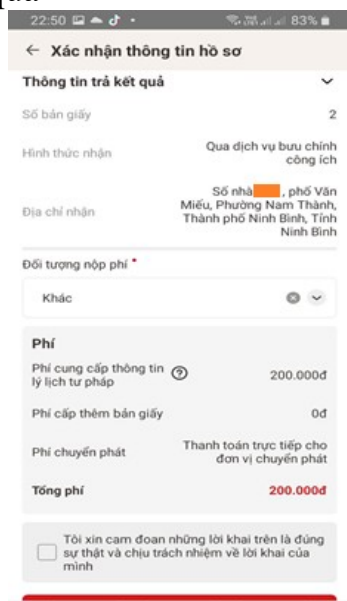 22:50 83%
← Xác nhận thông tin hồ sơ
Thông tin trả kết quả
Số bản giấy 2
Hình thức nhận Qua dịch vụ bưu chính
công ích
Số nhà , phố Văn
Địa chỉ nhận Miếu, Phường Nam Thành,
Thành phố Ninh Bình, Tỉnh
Ninh Bình
Đối tượng nộp phí *
Khác
Phí
Phí cung cấp thông tin
lý lịch tư pháp 200.000đ
Phí cấp thêm bản giấy 0đ
Phí chuyển phát Thanh toán trực tiếp cho
đơn vị chuyển phát
Tổng phí 200.000đ
Tôi xin cam đoan những lời khai trên là đúng
sự thật và chịu trách nhiệm về lời khai của
mình